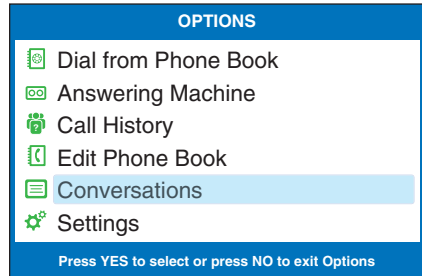 OPTIONS
Dial from Phone Book
Answering Machine
Call History
Edit Phone Book
Conversations
Settings
Press YES to select or press NO to exit Options